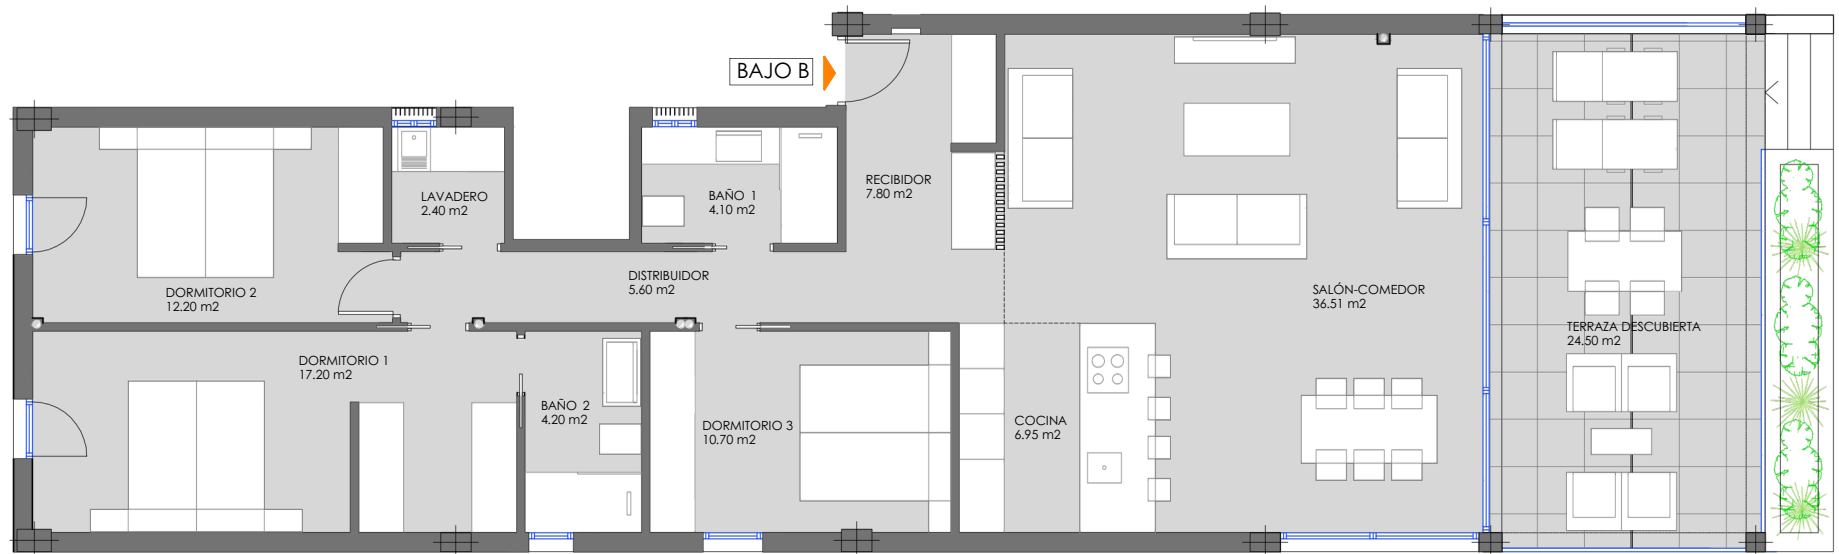 BAJO B
RECIBIDOR
7.80 m2
LAVADERO
2.40 m2
BAÑO 1
4.10 m2
DISTRIBUIDOR
5.60 m2
DORMITORIO 2
12.20 m2
SALÓN-COMEDOR
36.51 m2
TERRAZA DESCUBIERTA
24.50 m2
DORMITORIO 1
17.20 m2
BAÑO 2
4.20 m2
DORMITORIO 3
10.70 m2
COCINA
6.95 m2